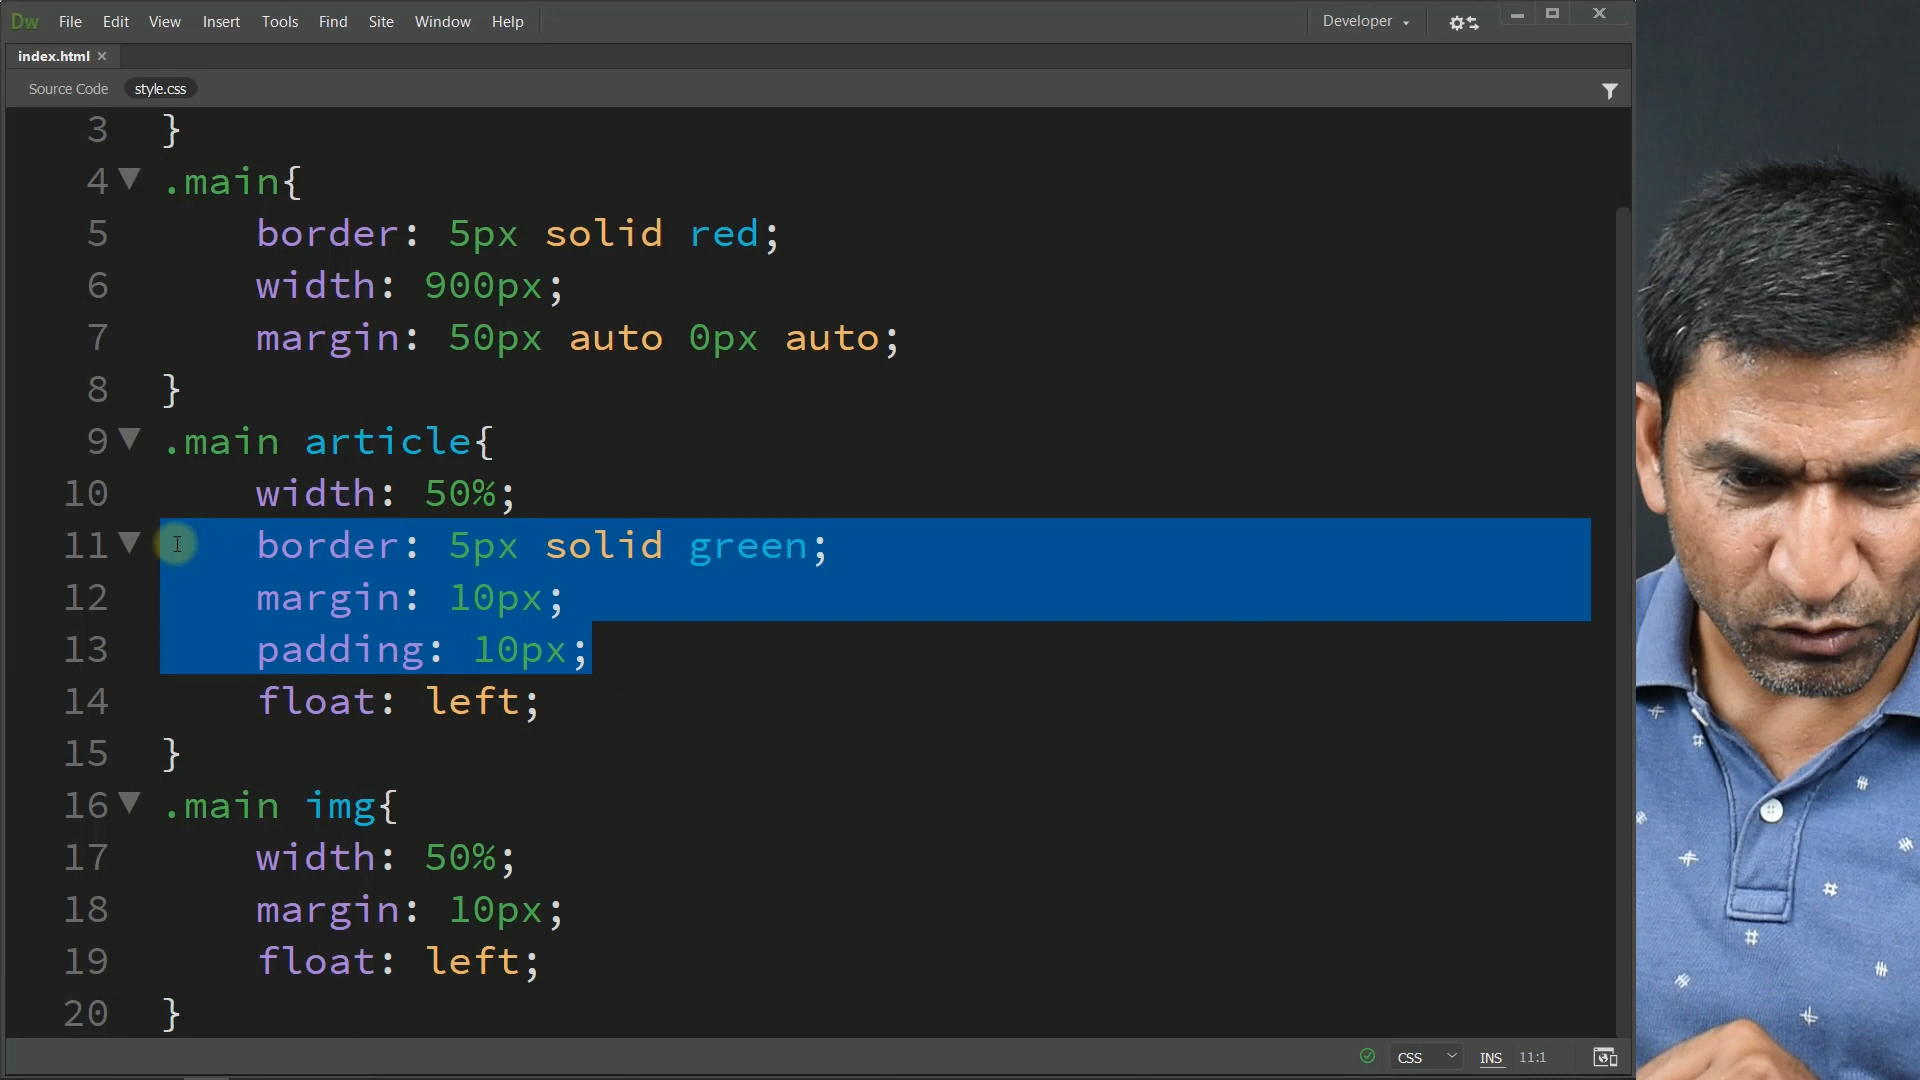 Dw File Edit View Insert Tools Find Site Window Help Developer
index.html
Source Code style.css
3 }
4 .main{
5 border: 5px solid red;
6 width: 900px;
7 margin: 50px auto 0px auto;
8 }
9 .main article{
10 width: 50%;
11 border: 5px solid green;
12 margin: 10px;
13 padding: 10px;
14 float: left;
15 }
16 .main img{
17 width: 50%;
18 margin: 10px;
19 float: left;
20 }
CSS INS 11:1